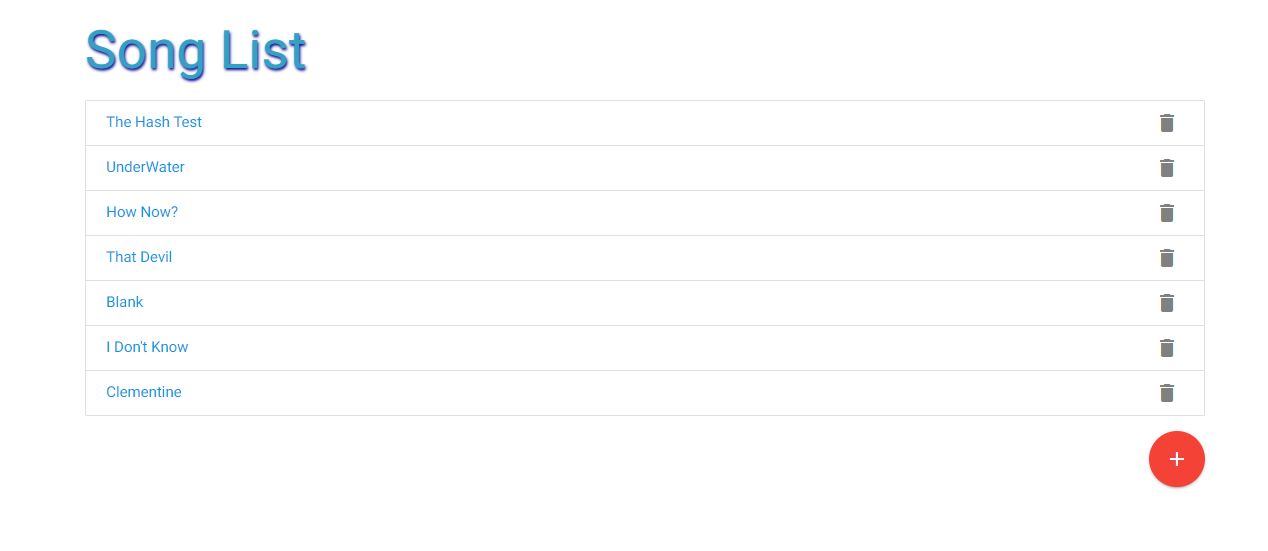 Song List
The Hash Test
UnderWater
How Now?
That Devil
Blank
I Don't Know
Clementine
+